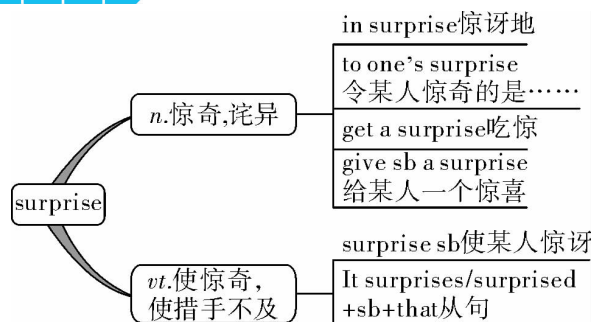 surprise
n.惊奇,诧异
in surprise惊讶地
to one's surprise
令某人惊奇的是……
get a surprise吃惊
give sb a surprise
给某人一个惊喜
vt.使惊奇，
使措手不及
surprise sb使某人惊讶
It surprises/surprised
+sb+that从句